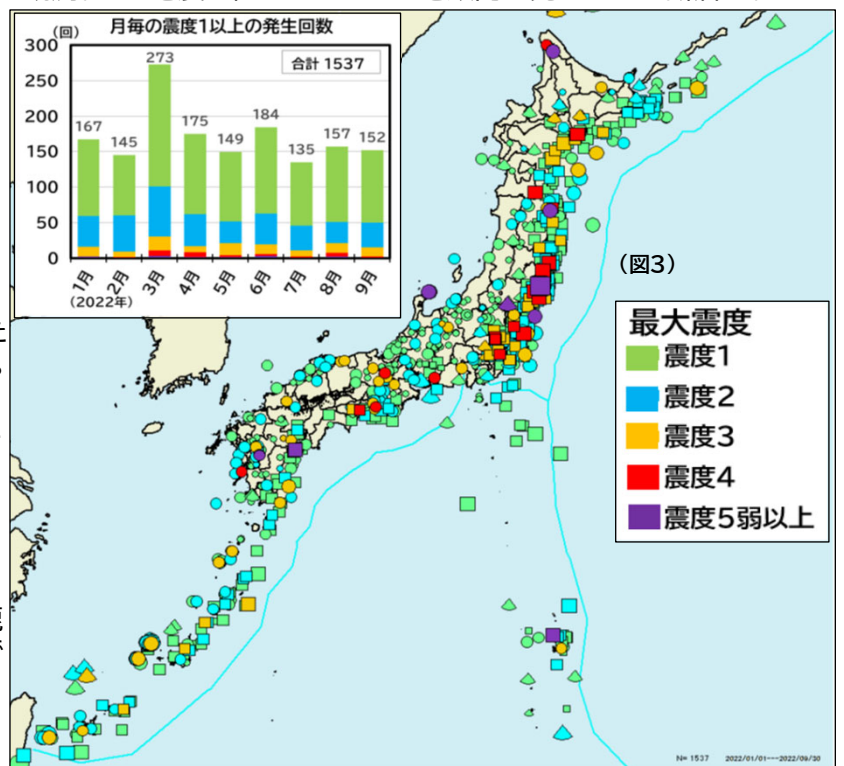 月毎の震度1以上の発生回数
(回)
合計 1537
300
250
200
150
100
50
0
167
145
273
175
149
184
135
157
152
1月
2月
3月
4月
5月
6月
7月
8月
9月
(2022年)
(図3)
最大震度
震度1
震度2
震度3
震度4
震度5弱以上
N= 1537 2022/01/01---2022/09/30